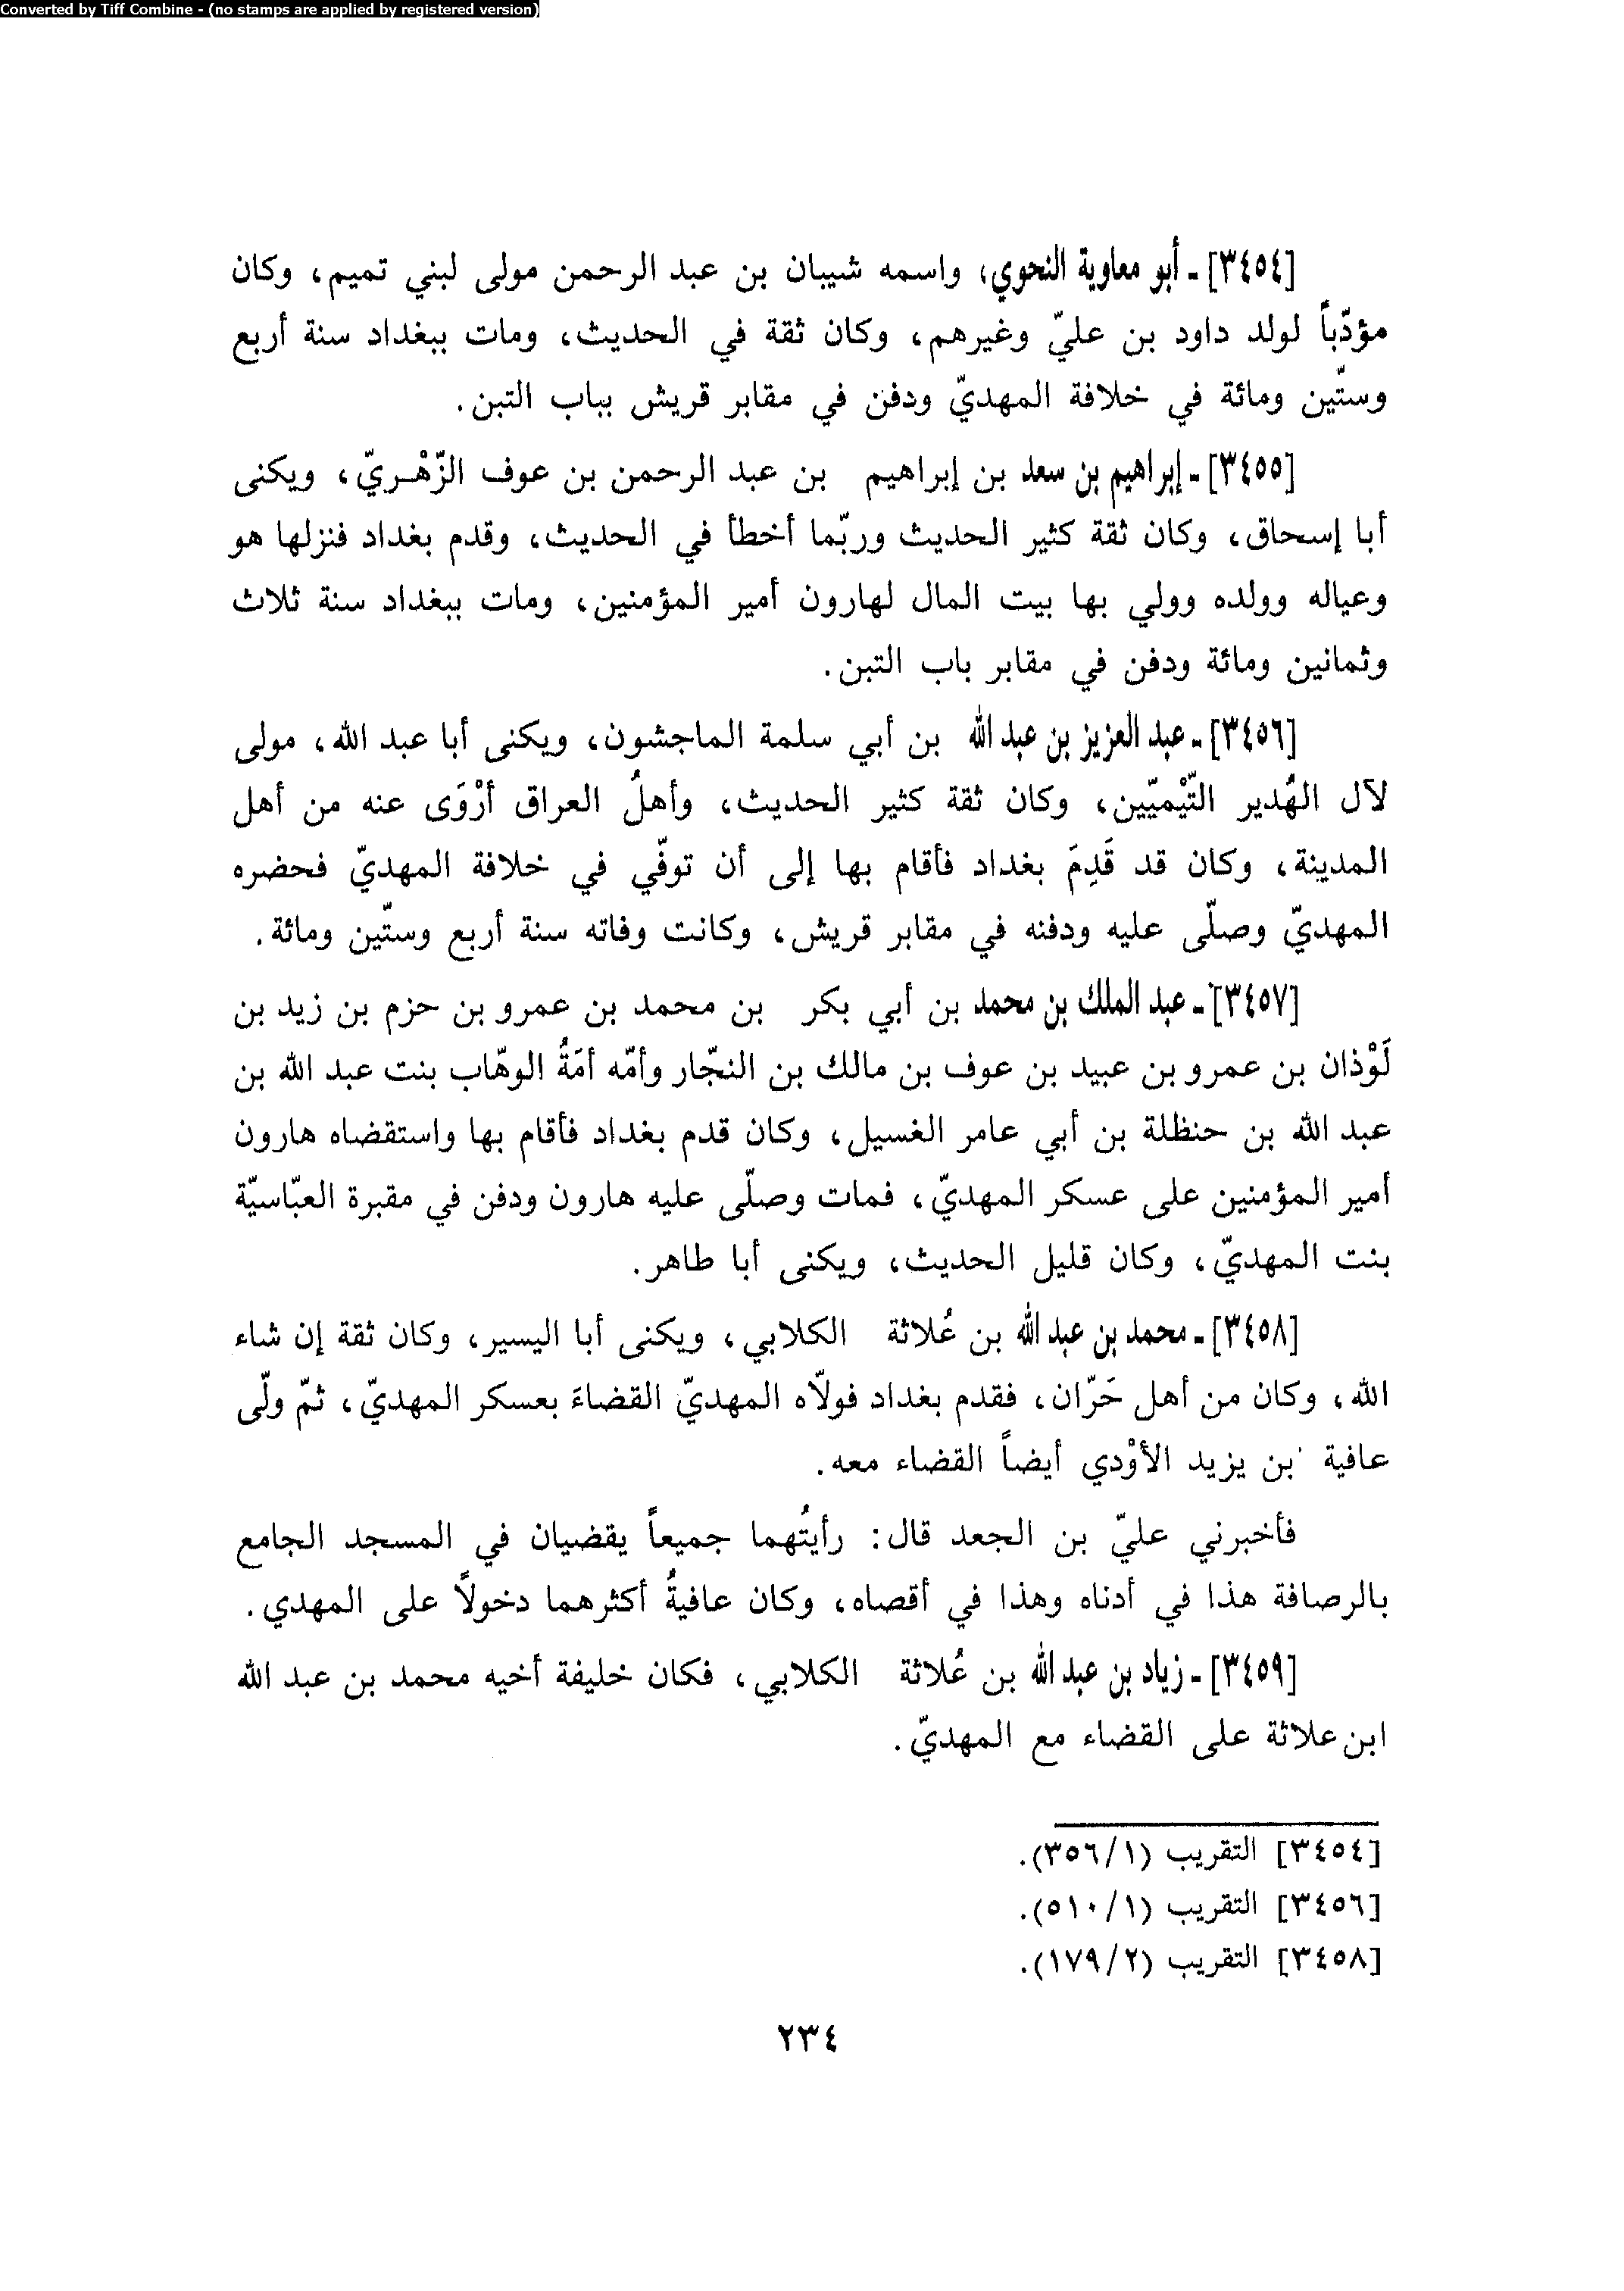 Converted by Tiff Combine - (no stamps are applied by registered version)
[٣٤٥٤] ـ أبو معاوية النحوي، واسمه شيبان بن عبد الرحمن مولى لبني تميم، وكان
مؤدّباً لولد داود بن عليّ وغيرهم، وكان ثقة في الحديث، ومات ببغداد سنة أربع
وستّين ومائة في خلافة المهديّ ودفن في مقابر قريش بباب التبن.
[٣٤٥٥] ـ إبراهيم بن سعد بن إبراهيم بن عبد الرحمن بن عوف الزّهْريّ، ويكنى
أبا إسحاق، وكان ثقة كثير الحديث وربّما أخطأ في الحديث، وقدم بغداد فنزلها هو
وعياله وولده وولي بها بيت المال لهارون أمير المؤمنين، ومات ببغداد سنة ثلاث
وثمانين ومائة ودفن في مقابر باب التبن.
[٣٤٥٦] ـ عبد العزيز بن عبد الله بن أبي سلمة الماجشون، ويكنى أبا عبد الله، مولى
لآل الهُدير التّيْميّين، وكان ثقة كثير الحديث، وأهلُ العراق أرْوَى عنه من أهل
المدينة، وكان قد قَدِمَ بغداد فأقام بها إلى أن توفّي في خلافة المهديّ فحضره
المهديّ وصلّى عليه ودفنه في مقابر قريش، وكانت وفاته سنة أربع وستّين ومائة.
[٣٤٥٧] ـ عبد الملك بن محمد بن أبي بكر بن محمد بن عمرو بن حزم بن زيد بن
لَوْذان بن عمرو بن عبيد بن عوف بن مالك بن النجّار وأمّه أمَةُ الوهّاب بنت عبد الله بن
عبد الله بن حنظلة بن أبي عامر الغسيل، وكان قدم بغداد فأقام بها واستقضاه هارون
أمير المؤمنين على عسكر المهديّ، فمات وصلّى عليه هارون ودفن في مقبرة العبّاسيّة
بنت المهديّ، وكان قليل الحديث، ويكنى أبا طاهر.
[٣٤٥٨] ـ محمد بن عبد الله بن عُلاثة الكلابي، ويكنى أبا اليسير، وكان ثقة إن شاء
الله، وكان من أهل حَرّان، فقدم بغداد فولّاه المهديّ القضاءَ بعسكر المهديّ، ثمّ ولّى
عافية بن يزيد الأوْدي أيضاً القضاء معه.
فأخبرني عليّ بن الجعد قال: رأيتُهما جميعاً يقضيان في المسجد الجامع
بالرصافة هذا في أدناه وهذا في أقصاه، وكان عافيةُ أكثرهما دخولاً على المهدي.
[٣٤٥٩] ـ زياد بن عبد الله بن عُلاثة الكلابي، فكان خليفة أخيه محمد بن عبد الله
ابن علاثة على القضاء مع المهديّ.
[٣٤٥٤] التقريب (٣٥٦/١).
[٣٤٥٦] التقريب (٥١٠/١).
[٣٤٥٨] التقريب (١٧٩/٢).
٢٣٤